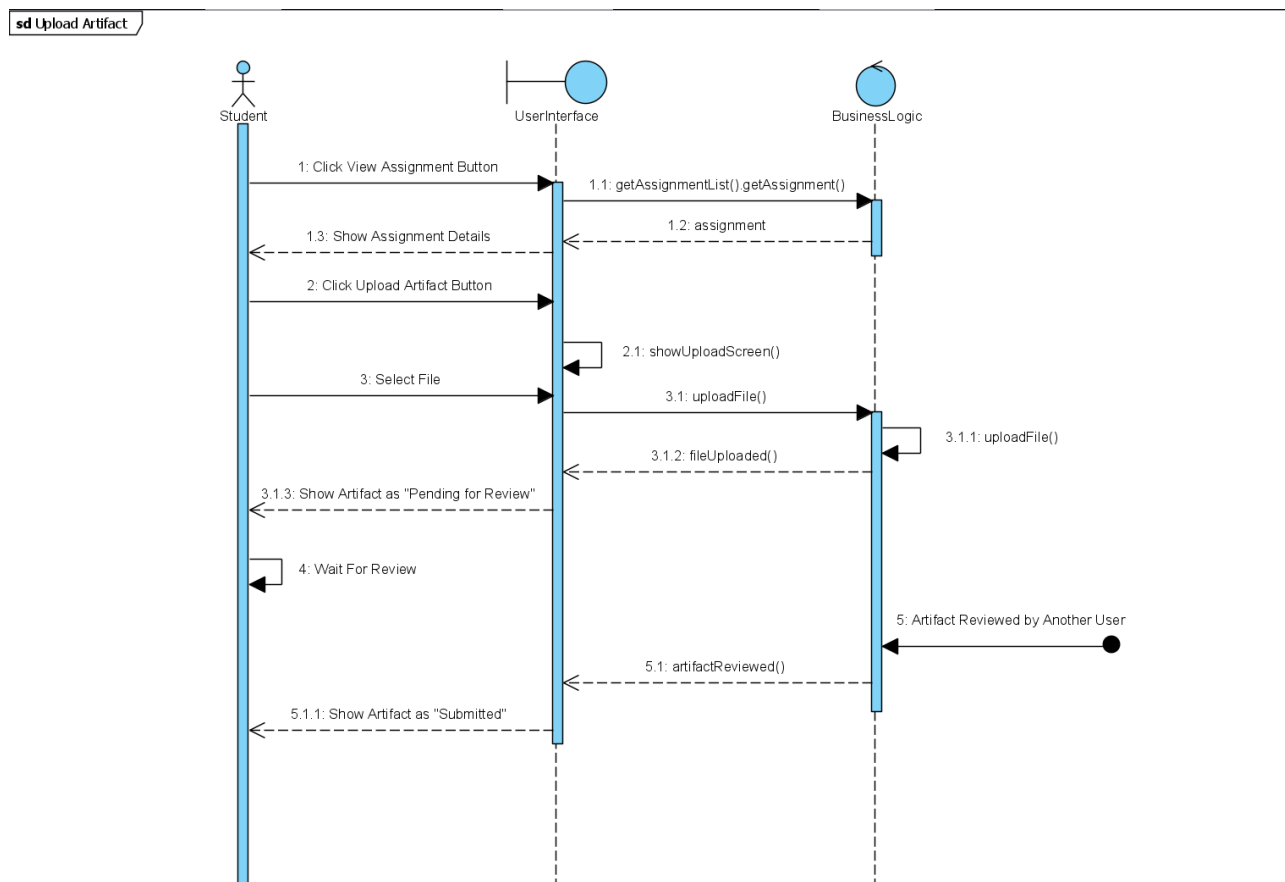 sd Upload Artifact
Student
UserInterface
BusinessLogic
1: Click View Assignment Button
1.1: getAssignmentList().getAssignment()
1.2: assignment
1.3: Show Assignment Details
2: Click Upload Artifact Button
2.1: showUploadScreen()
3: Select File
3.1: uploadFile()
3.1.1: uploadFile()
3.1.2: fileUploaded()
3.1.3: Show Artifact as "Pending for Review"
4: Wait For Review
5: Artifact Reviewed by Another User
5.1: artifactReviewed()
5.1.1: Show Artifact as "Submitted"